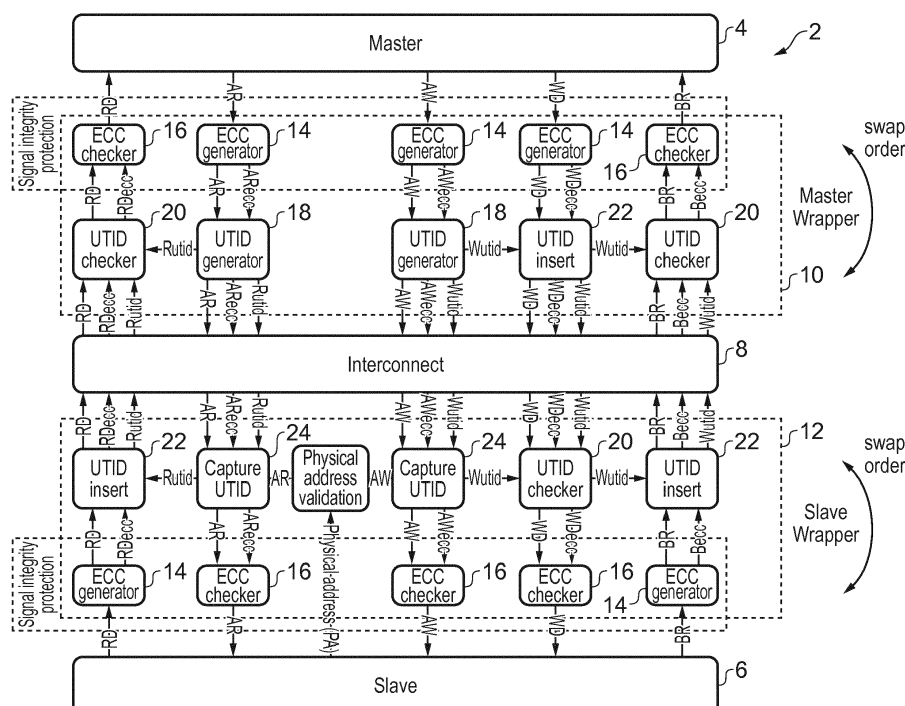 Master
4
2
RD
AR
AW
WD
BR
Signal integrity
protection
ECC
checker
16
ECC
generator
14
ECC
generator
14
ECC
generator
14
ECC
checker
16
swap
order
RD
RDecc
AR
ARecc
AW
AWecc
WD
WDecc
BR
Becc
Master
Wrapper
20
18
18
22
20
UTID
checker
Rutid
UTID
generator
UTID
generator
Wutid
UTID
insert
Wutid
UTID
checker
10
RD
RDecc
Rutid
AR
ARecc
Rutid
AW
AWecc
Wutid
WD
WDecc
Wutid
BR
Becc
Wutid
Interconnect
8
RD
RDecc
Rutid
AR
ARecc
Rutid
AW
AWecc
Wutid
WD
WDecc
Wutid
BR
Becc
Wutid
22
24
24
20
22
12
UTID
insert
Rutid
Capture
UTID
AR
Physical
address
validation
AW
Capture
UTID
Wutid
UTID
checker
Wutid
UTID
insert
swap
order
Slave
Wrapper
RD
RDecc
AR
ARecc
Physical address (PA)
AW
AWecc
WD
WDecc
BR
Becc
Signal integrity
protection
ECC
generator
14
ECC
checker
16
ECC
checker
16
ECC
checker
16
14
ECC
generator
RD
AR
AW
WD
BR
Slave
6